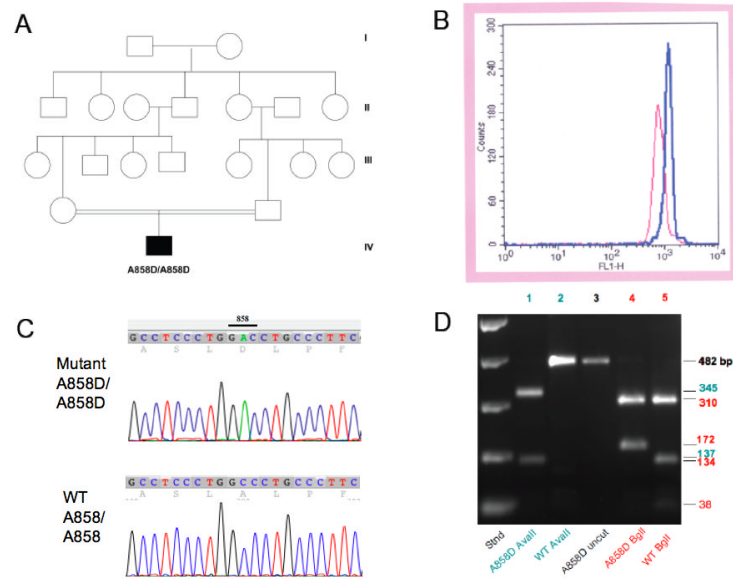 A
I
II
III
IV
A858D/A858D
B
300
240
180
120
60
0
Counts
10^0 10^1 10^2 10^3 10^4
FL1-H
C
858
G C C T C C C T G G A C C T G C C C T T C
A S L D L P F
Mutant
A858D/
A858D
G C C T C C C T G G C C C T G C C C T T C
A S L A L P F
WT
A858/
A858
1 2 3 4 5
D
482 bp
345
310
172
137
134
38
Stnd
A858D AvaII
WT AvaII
A858D uncut
A858D BglI
WT BglI